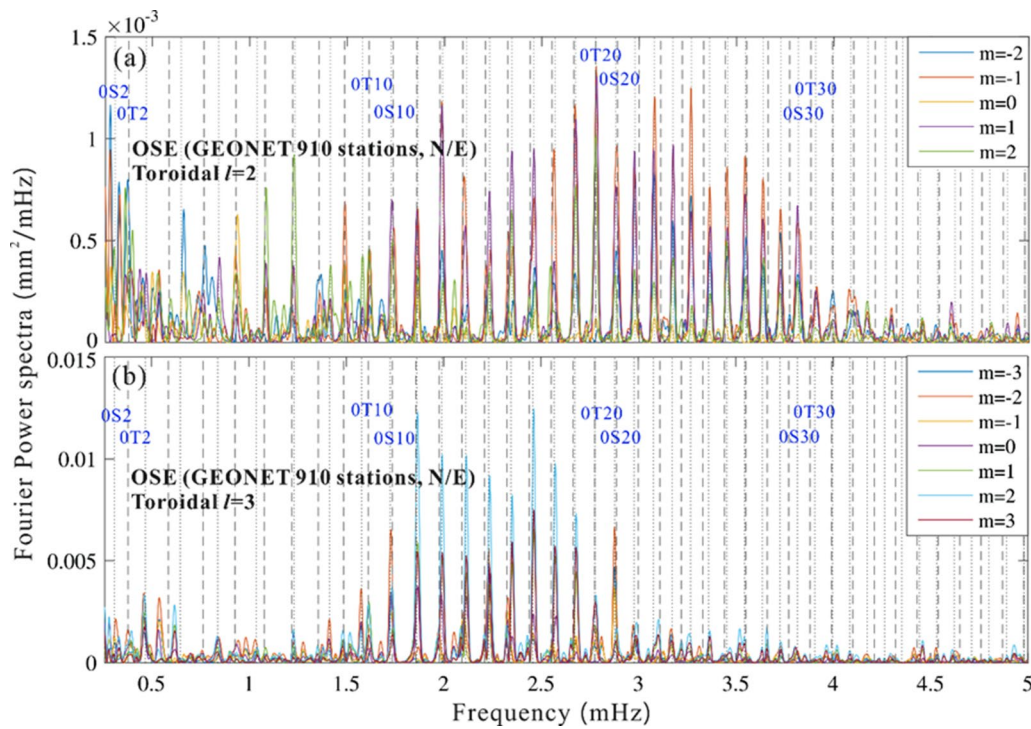 ×10⁻³
1.5
1
0.5
0
(a)
0S2
0T2
0T10
0S10
0T20
0S20
0T30
0S30
OSE (GEONET 910 stations, N/E)
Toroidal l=2
m=-2
m=-1
m=0
m=1
m=2
0.015
0.01
0.005
0
(b)
0S2
0T2
0T10
0S10
0T20
0S20
0T30
0S30
OSE (GEONET 910 stations, N/E)
Toroidal l=3
m=-3
m=-2
m=-1
m=0
m=1
m=2
m=3
0.5 1 1.5 2 2.5 3 3.5 4 4.5 5
Frequency (mHz)
Fourier Power spectra (mm²/mHz)